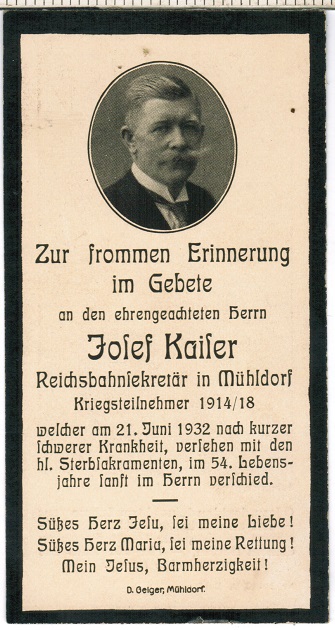 Zur frommen Erinnerung
im Gebete
an den ehrengeachteten Herrn
Josef Kaiser
Reichsbahnsekretär in Mühldorf
Kriegsteilnehmer 1914/18
welcher am 21. Juni 1932 nach kurzer
schwerer Krankheit, versehen mit den
hl. Sterbsakramenten, im 54. Lebens-
jahre sanft im Herrn verschied.
Süßes Herz Jesu, sei meine Liebe!
Süßes Herz Maria, sei meine Rettung!
Mein Jesus, Barmherzigkeit!
D. Geiger, Mühldorf.